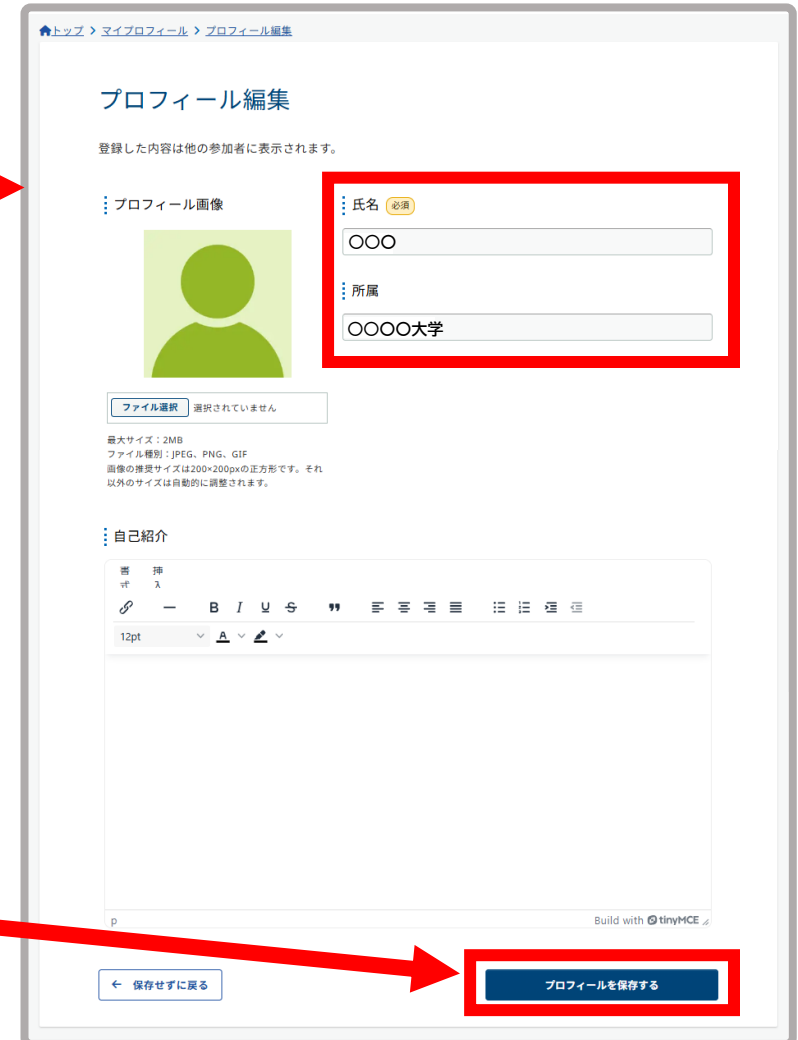 トップ > マイプロフィール > プロフィール編集
プロフィール編集
登録した内容は他の参加者に表示されます。
プロフィール画像
氏名 必須
〇〇〇
所属
〇〇〇〇大学
ファイル選択 選択されていません
最大サイズ：2MB
ファイル種別：JPEG、PNG、GIF
画像の推奨サイズは200×200pxの正方形です。それ
以外のサイズは自動的に調整されます。
自己紹介
書式 挿入
B I U S
12pt A
p Build with tinyMCE
← 保存せずに戻る
プロフィールを保存する